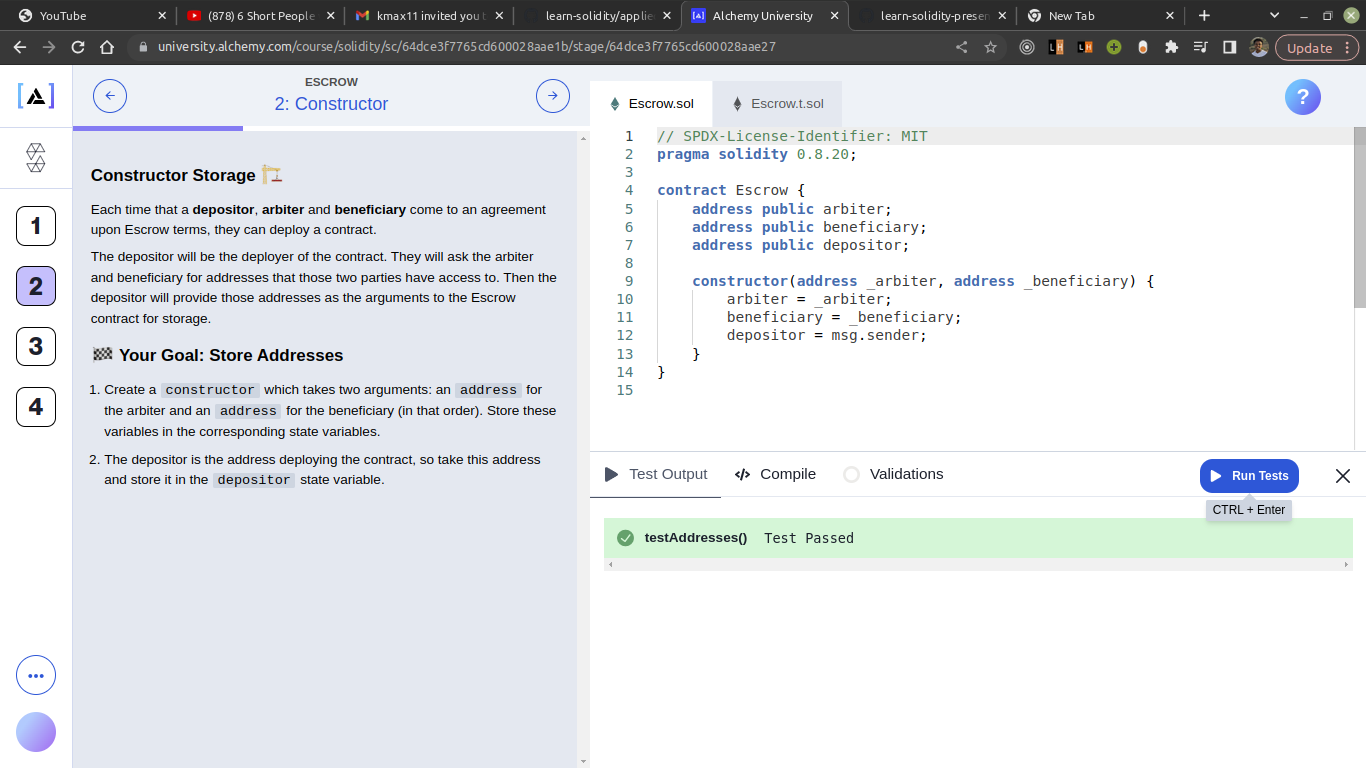 YouTube
(878) 6 Short People
kmax11 invited you t
learn-solidity/applie
Alchemy University
learn-solidity-presen
New Tab
university.alchemy.com/course/solidity/sc/64dce3f7765cd600028aae1b/stage/64dce3f7765cd600028aae27
LH
LH
Update
[A]
1
2
3
4
ESCROW
2: Constructor
Constructor Storage
Each time that a depositor, arbiter and beneficiary come to an agreement
upon Escrow terms, they can deploy a contract.
The depositor will be the deployer of the contract. They will ask the arbiter
and beneficiary for addresses that those two parties have access to. Then the
depositor will provide those addresses as the arguments to the Escrow
contract for storage.
Your Goal: Store Addresses
1. Create a constructor which takes two arguments: an address for
the arbiter and an address for the beneficiary (in that order). Store these
variables in the corresponding state variables.
2. The depositor is the address deploying the contract, so take this address
and store it in the depositor state variable.
Escrow.sol
Escrow.t.sol
?
1 // SPDX-License-Identifier: MIT
2 pragma solidity 0.8.20;
3
4 contract Escrow {
5 address public arbiter;
6 address public beneficiary;
7 address public depositor;
8
9 constructor(address _arbiter, address _beneficiary) {
10 arbiter = _arbiter;
11 beneficiary = _beneficiary;
12 depositor = msg.sender;
13 }
14 }
15
Test Output
</> Compile
Validations
Run Tests
CTRL + Enter
testAddresses() Test Passed